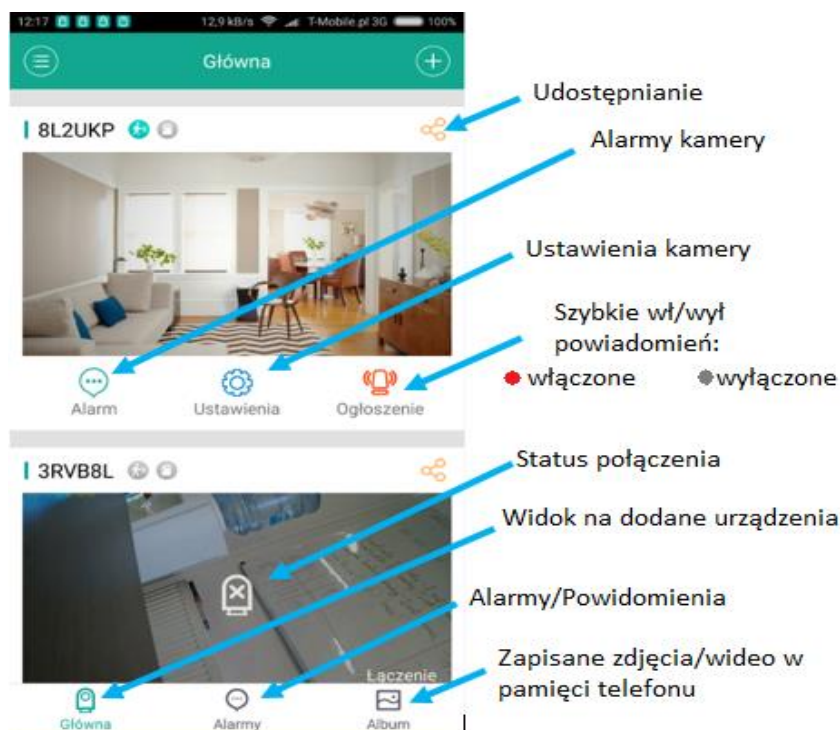 12:17 12,9 kB/s T-Mobile.pl 3G 100%
Główna
8L2UKP
Udostępnianie
Alarmy kamery
Ustawienia kamery
Szybkie wł/wył
powiadomień:
włączone wyłączone
Alarm Ustawienia Ogłoszenie
3RVB8L
Status połączenia
Widok na dodane urządzenia
Alarmy/Powidomienia
Zapisane zdjęcia/wideo w
pamięci telefonu
Łączenie
Główna Alarmy Album